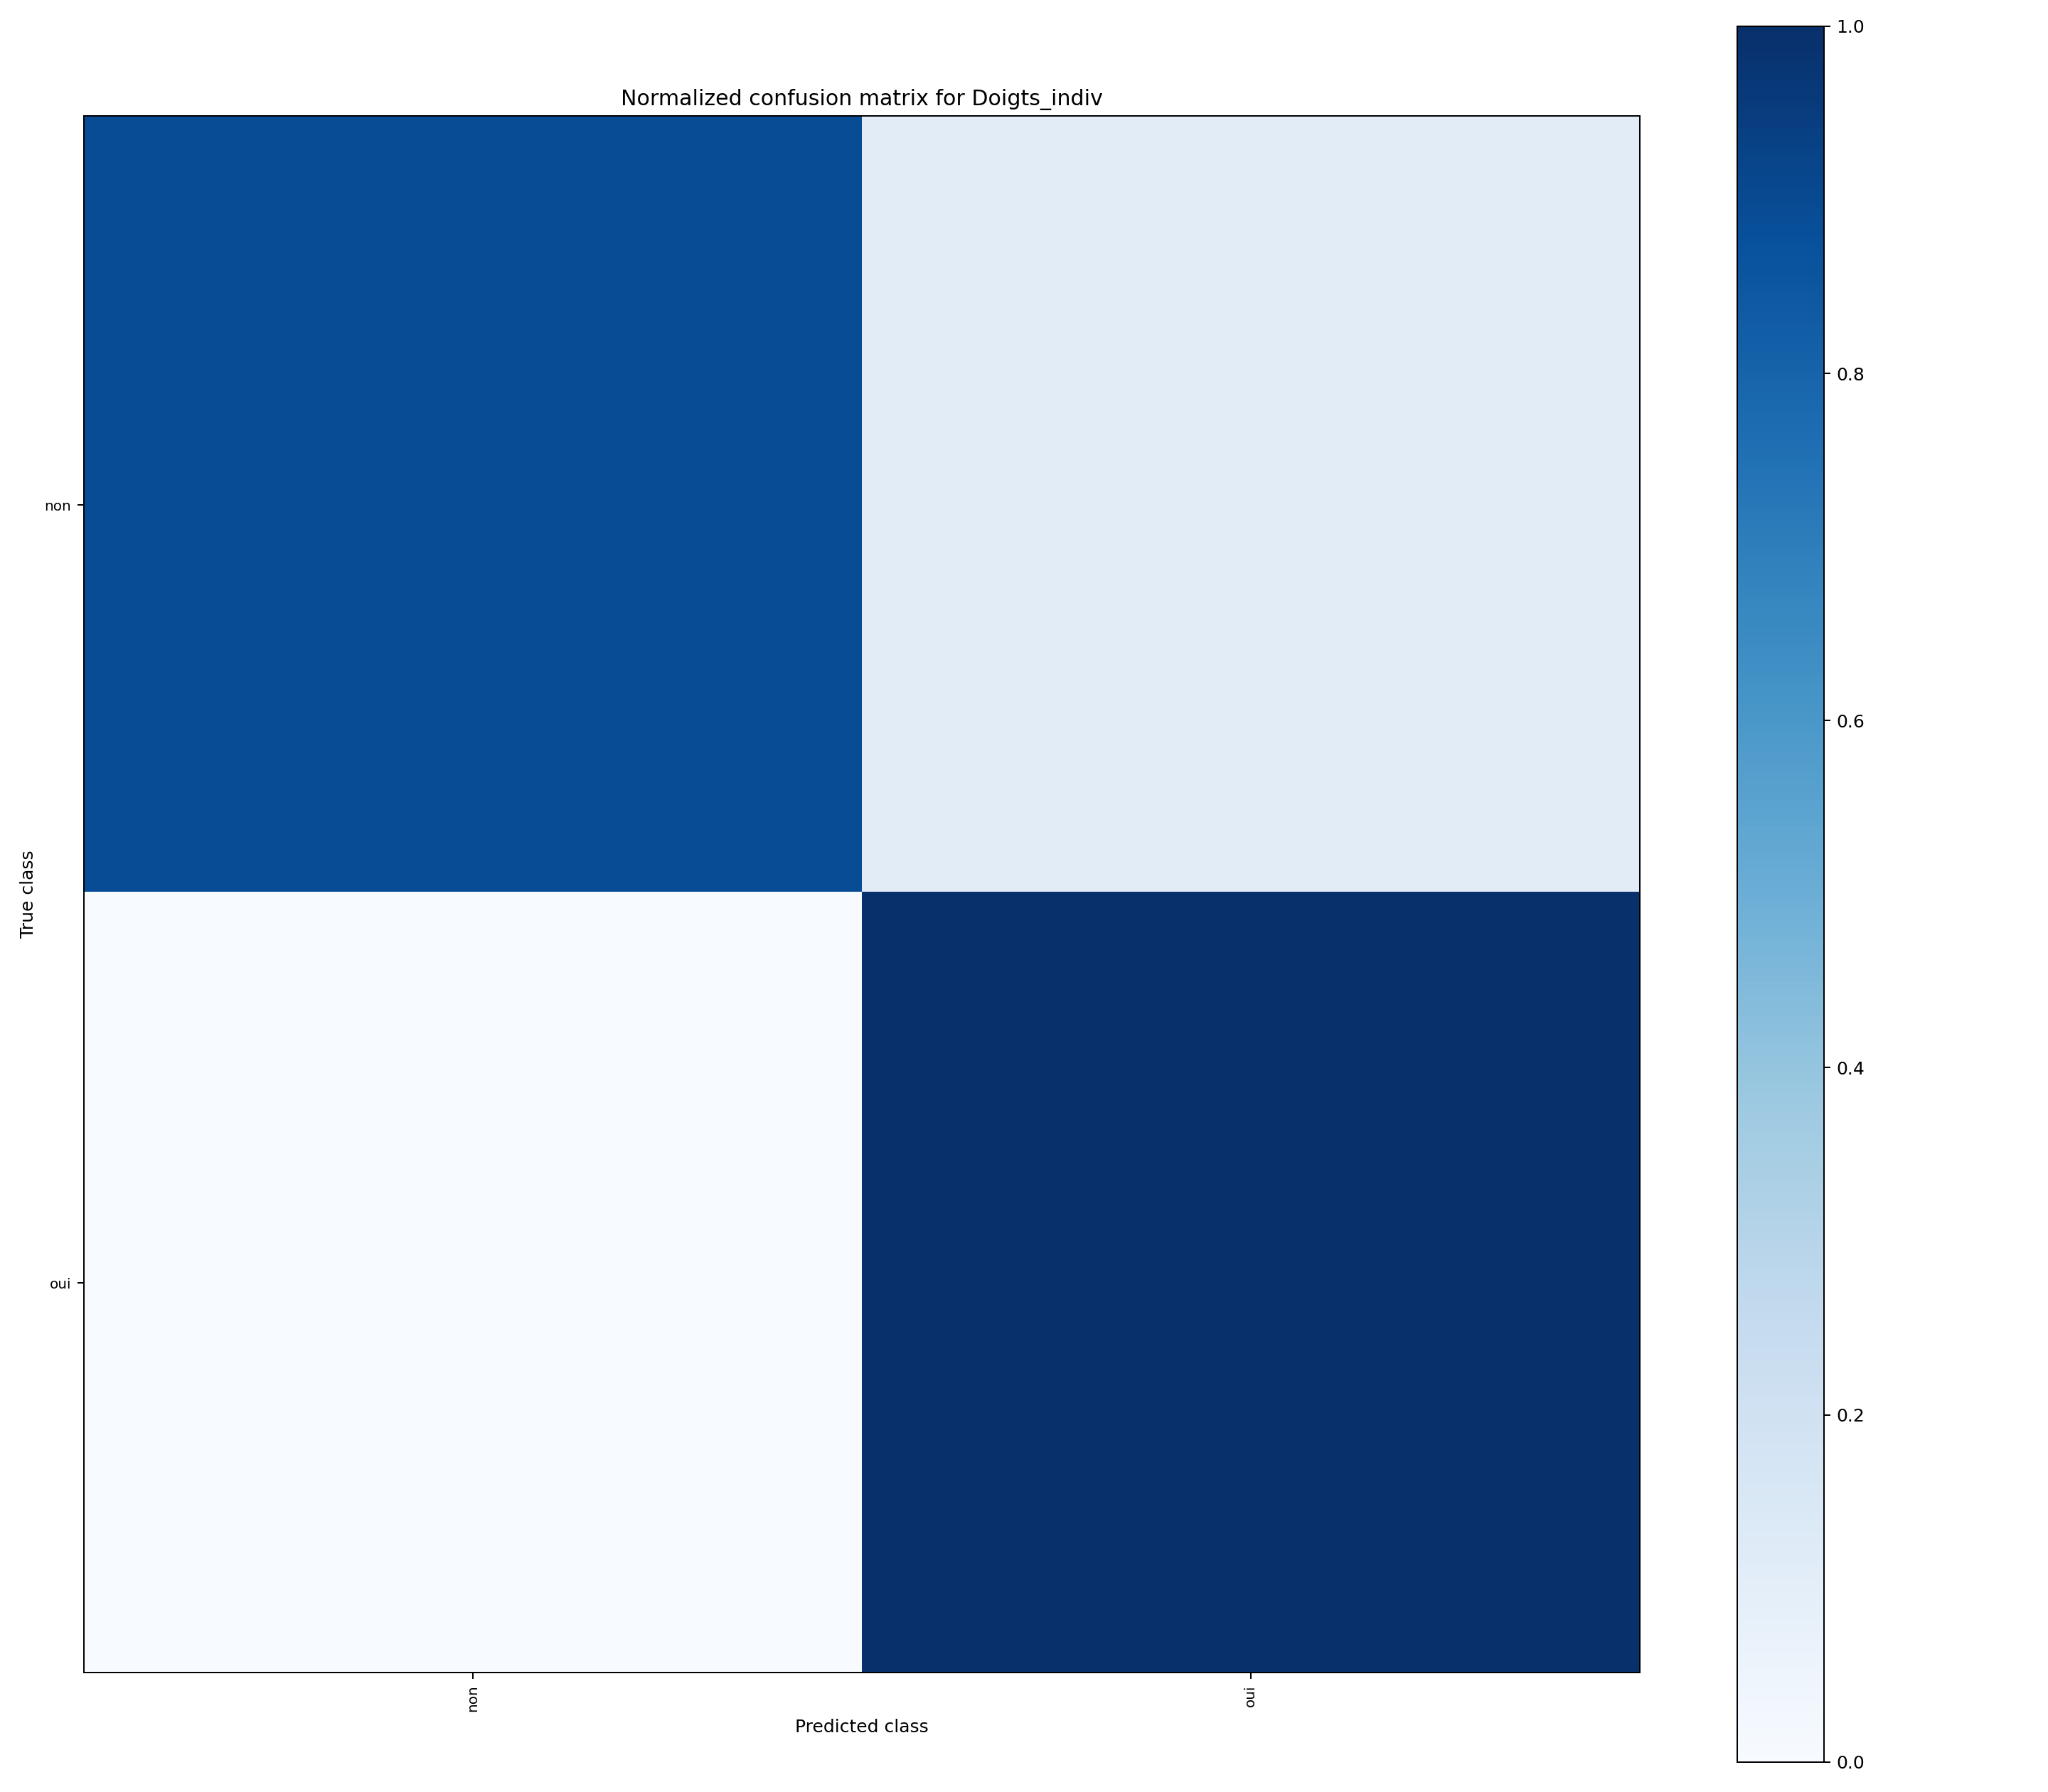 Normalized confusion matrix for Doigts_indiv
True class
non
oui
non
oui
Predicted class
1.0
0.8
0.6
0.4
0.2
0.0